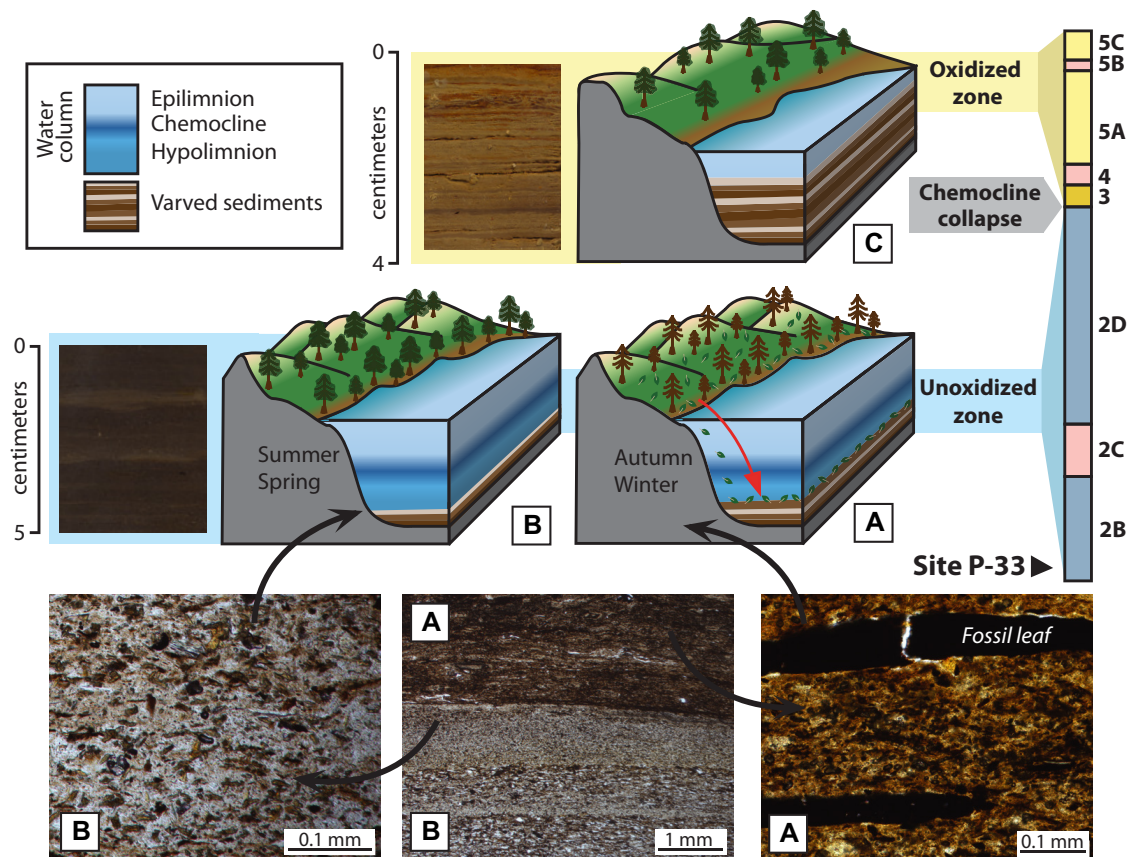 Water column
Epilimnion
Chemocline
Hypolimnion
Varved sediments
0
centimeters
4
C
Oxidized
zone
Chemocline
collapse
5C
5B
5A
4
3
2D
2C
2B
0
centimeters
5
Summer
Spring
B
Autumn
Winter
A
Unoxidized
zone
Site P-33
B
0.1 mm
A
B
1 mm
Fossil leaf
A
0.1 mm